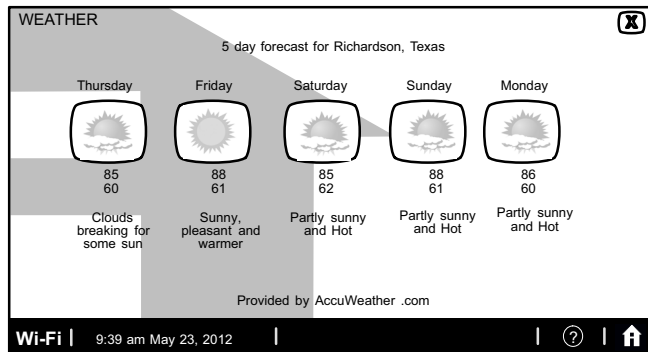 WEATHER
X
5 day forecast for Richardson, Texas
Thursday Friday Saturday Sunday Monday
85 88 85 88 86
60 61 62 61 60
Clouds Sunny, Partly sunny Partly sunny Partly sunny
breaking for pleasant and and Hot and Hot and Hot
some sun warmer
Provided by AccuWeather .com
Wi-Fi | 9:39 am May 23, 2012 | | ? |